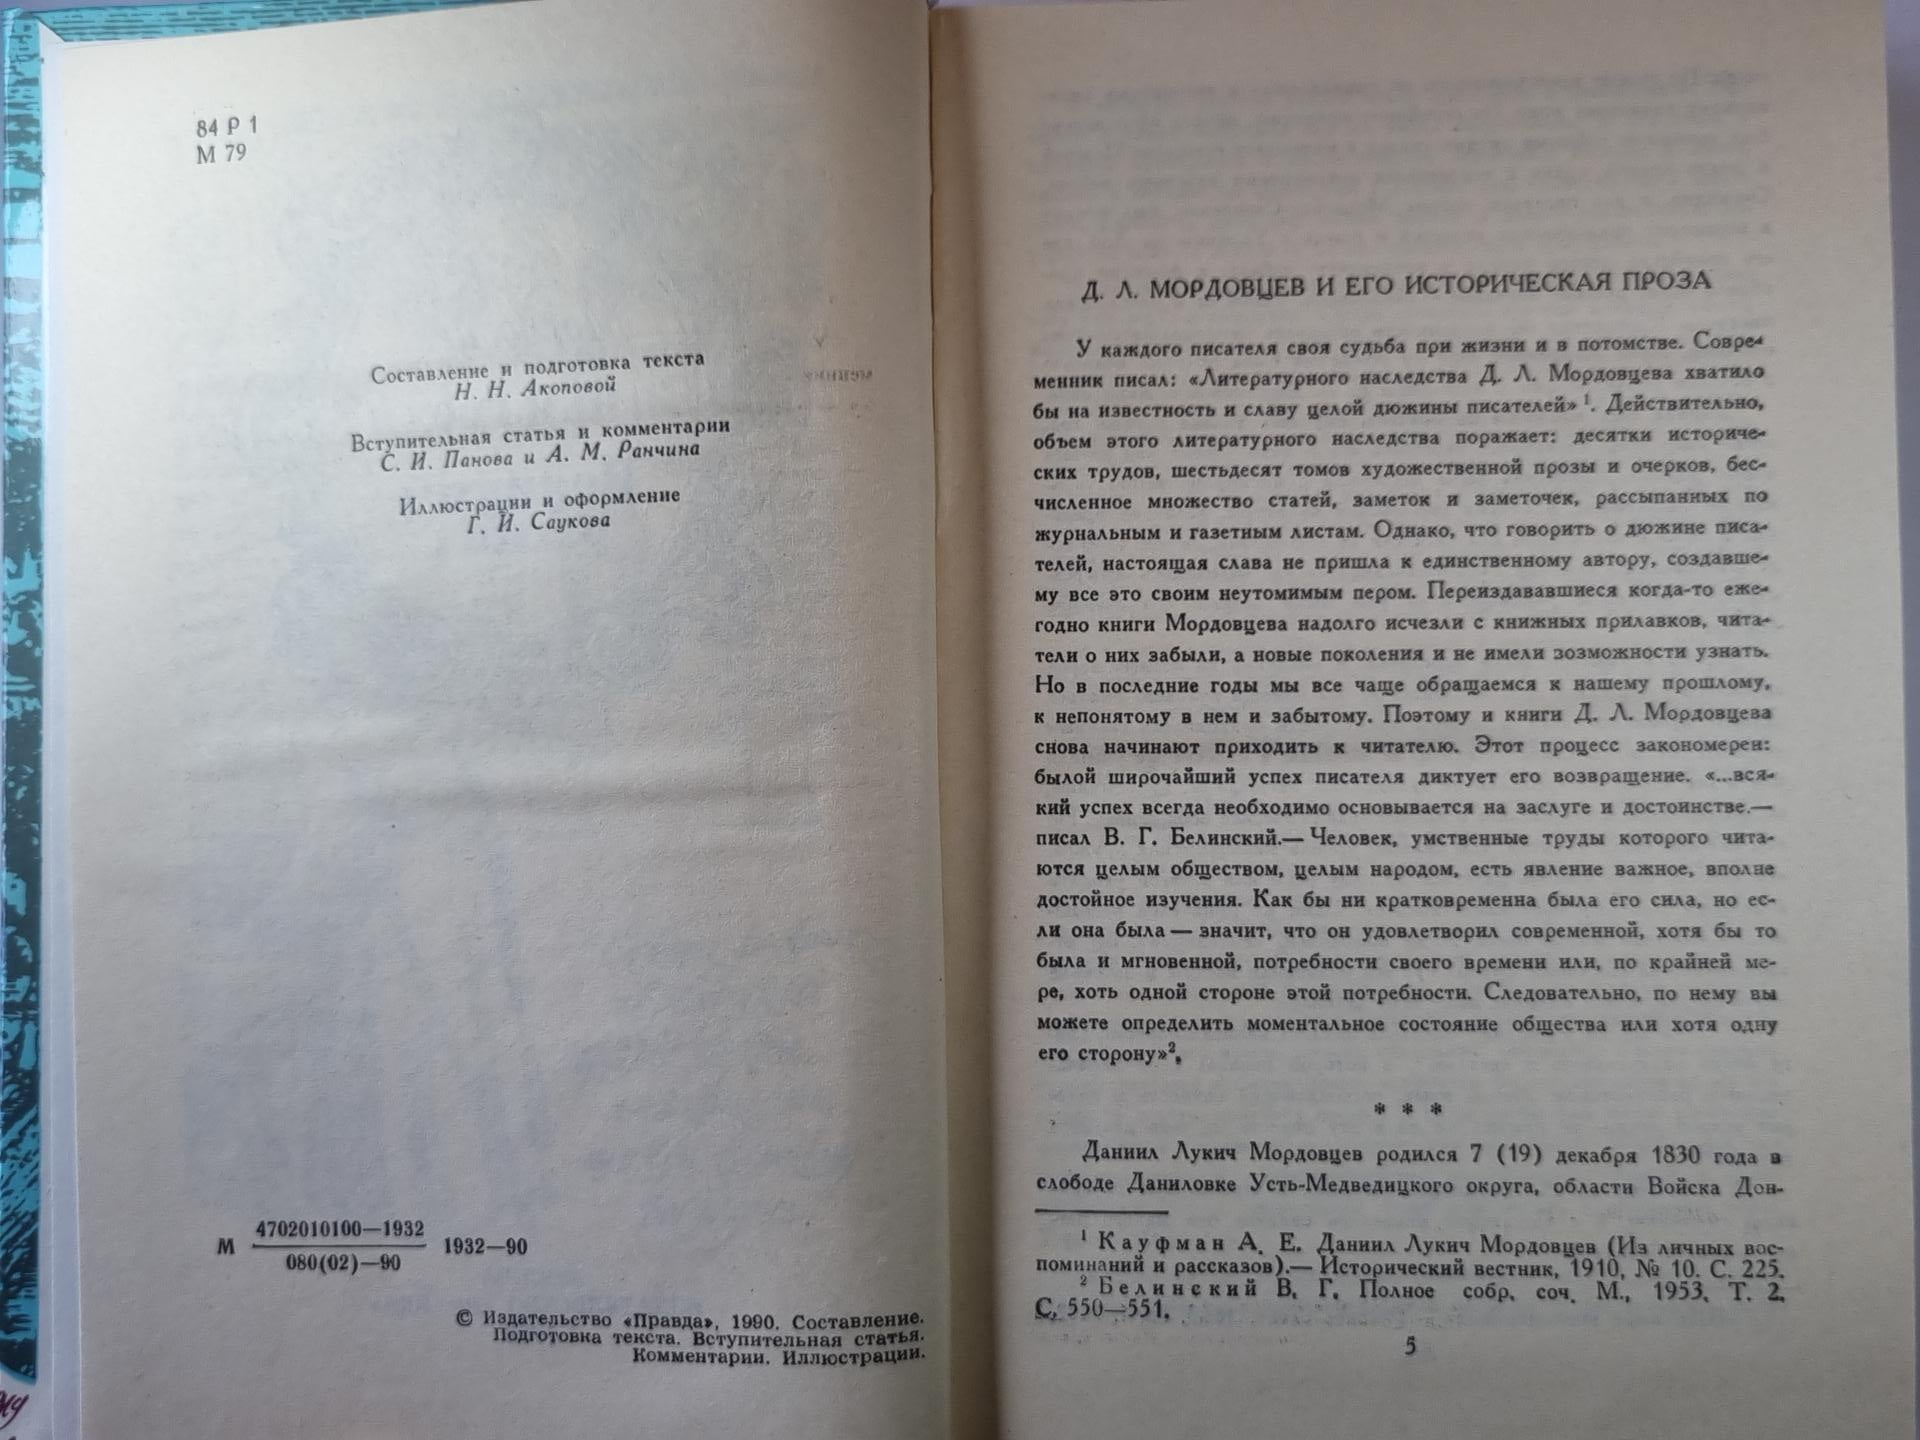 84 Р 1
М 79
Составление и подготовка текста
Н. Н. Акоповой
Вступительная статья и комментарии
С. И. Панова и А. М. Ранчина
Иллюстрации и оформление
Г. И. Саукова
М 4702010100—1932 1932—90
080(02)—90
© Издательство «Правда», 1990. Составление.
Подготовка текста. Вступительная статья.
Комментарии. Иллюстрации.
Д. Л. МОРДОВЦЕВ И ЕГО ИСТОРИЧЕСКАЯ ПРОЗА
У каждого писателя своя судьба при жизни и в потомстве. Совре-
менник писал: «Литературного наследства Д. Л. Мордовцева хватило
бы на известность и славу целой дюжины писателей» ¹. Действительно,
объем этого литературного наследства поражает: десятки историче-
ских трудов, шестьдесят томов художественной прозы и очерков, бес-
численное множество статей, заметок и заметочек, рассыпанных по
журнальным и газетным листам. Однако, что говорить о дюжине писа-
телей, настоящая слава не пришла к единственному автору, создавше-
му все это своим неутомимым пером. Переиздававшиеся когда-то еже-
годно книги Мордовцева надолго исчезли с книжных прилавков, чита-
тели о них забыли, а новые поколения и не имели возможности узнать.
Но в последние годы мы все чаще обращаемся к нашему прошлому,
к непонятому в нем и забытому. Поэтому и книги Д. Л. Мордовцева
снова начинают приходить к читателю. Этот процесс закономерен:
былой широчайший успех писателя диктует его возвращение. «...вся-
кий успех всегда необходимо основывается на заслуге и достоинстве.—
писал В. Г. Белинский.— Человек, умственные труды которого чита-
ются целым обществом, целым народом, есть явление важное, вполне
достойное изучения. Как бы ни кратковременна была его сила, но ес-
ли она была — значит, что он удовлетворил современной, хотя бы то
была и мгновенной, потребности своего времени или, по крайней ме-
ре, хоть одной стороне этой потребности. Следовательно, по нему вы
можете определить моментальное состояние общества или хотя одну
его сторону»².
* * *
Даниил Лукич Мордовцев родился 7 (19) декабря 1830 года в
слободе Даниловке Усть-Медведицкого округа, области Войска Дон-
¹ Кауфман А. Е. Даниил Лукич Мордовцев (Из личных вос-
поминаний и рассказов).— Исторический вестник, 1910, № 10. С. 225.
² Белинский В. Г. Полное собр. соч. М., 1953. Т. 2.
С. 550—551.
5